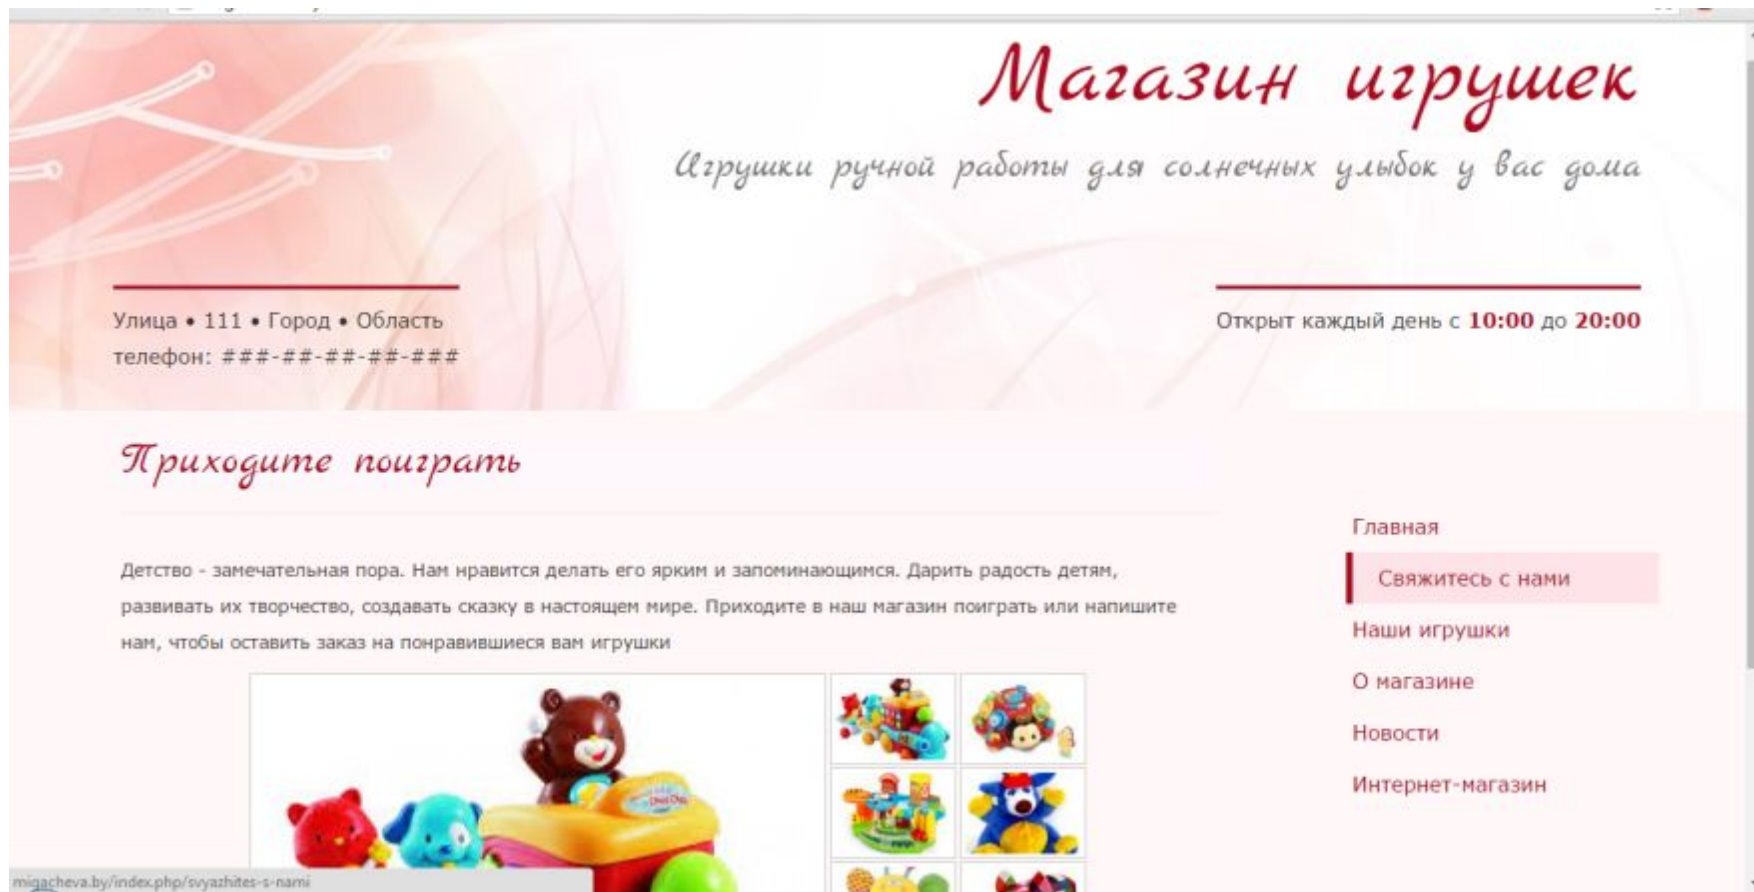 Магазин игрушек
Игрушки ручной работы для солнечных улыбок у вас дома
Улица • 111 • Город • Область
телефон: ###-##-##-##-###
Открыт каждый день с 10:00 до 20:00
Приходите поиграть
Детство - замечательная пора. Нам нравится делать его ярким и запоминающимся. Дарить радость детям,
развивать их творчество, создавать сказку в настоящем мире. Приходите в наш магазин поиграть или напишите
нам, чтобы оставить заказ на понравившиеся вам игрушки
Главная
Свяжитесь с нами
Наши игрушки
О магазине
Новости
Интернет-магазин
migacheva.by/index.php/svyazhites-s-nami